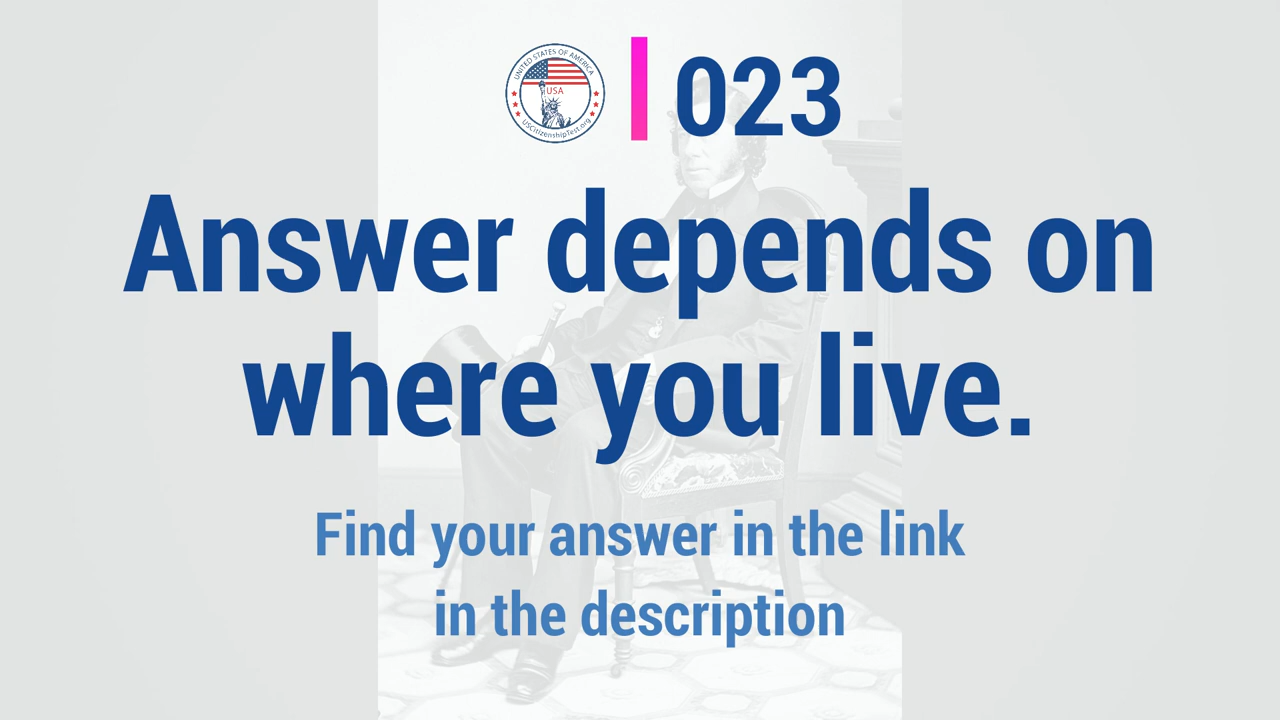 UNITED STATES OF AMERICA
USA
USCitizenshipTest.org
023
Answer depends on
where you live.
Find your answer in the link
in the description